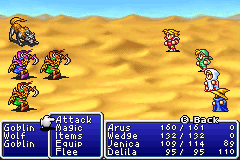 Attack Ⓢ Back
Goblin Magic Arus 160 / 161 0
Wolf Items Wedge 132 / 132 0
Goblin Equip Jenica 109 / 114 89
Flee Delila 95 / 95 110